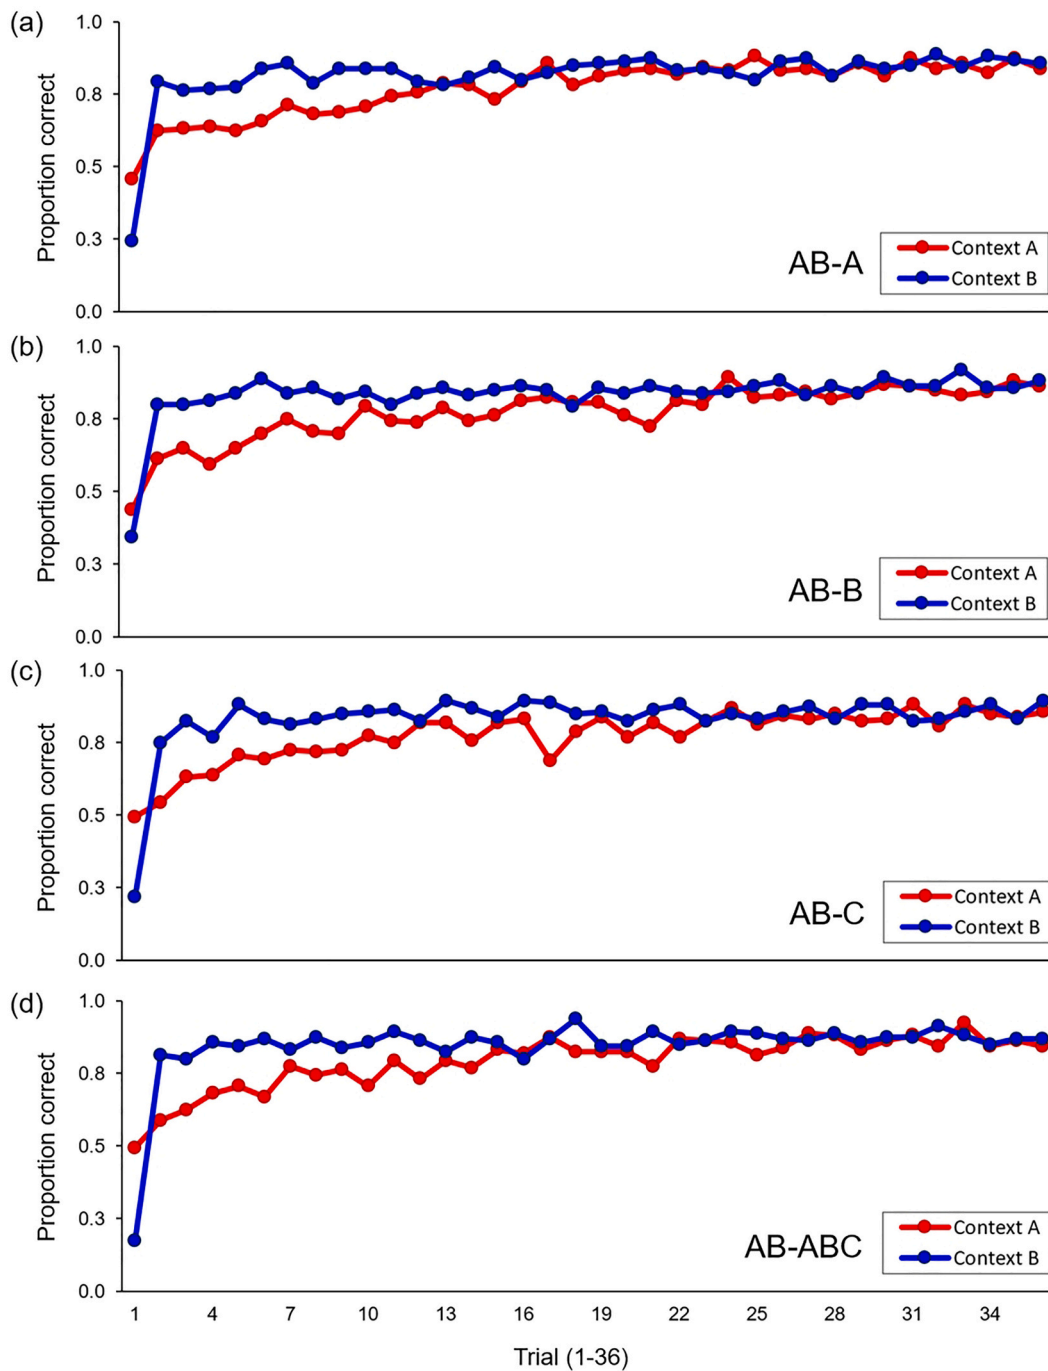 (a)
1.0
0.8
0.5
0.3
0.0
Proportion correct
AB-A
Context A
Context B
(b)
1.0
0.8
0.5
0.3
0.0
Proportion correct
AB-B
Context A
Context B
(c)
1.0
0.8
0.5
0.3
0.0
Proportion correct
AB-C
Context A
Context B
(d)
1.0
0.8
0.5
0.3
0.0
Proportion correct
AB-ABC
Context A
Context B
1 4 7 10 13 16 19 22 25 28 31 34
Trial (1-36)